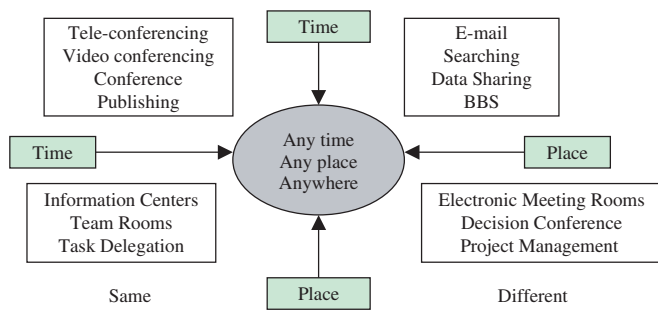 Tele-conferencing
Video conferencing
Conference
Publishing
Time
E-mail
Searching
Data Sharing
BBS
Time
Any time
Any place
Anywhere
Place
Information Centers
Team Rooms
Task Delegation
Electronic Meeting Rooms
Decision Conference
Project Management
Same
Place
Different